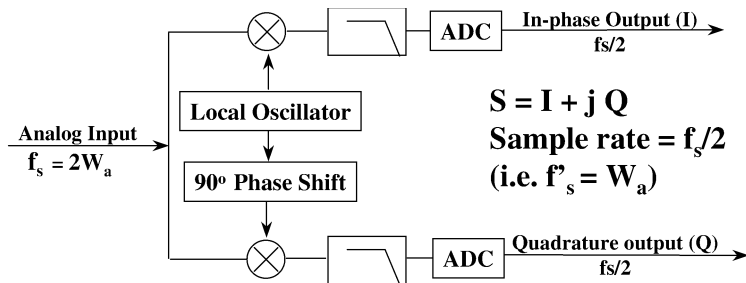 In-phase Output (I)
ADC
fs/2
Local Oscillator
S = I + j Q
Analog Input
Sample rate = fₛ/2
fₛ = 2Wₐ
90º Phase Shift
(i.e. f'ₛ = Wₐ)
Quadrature output (Q)
ADC
fs/2